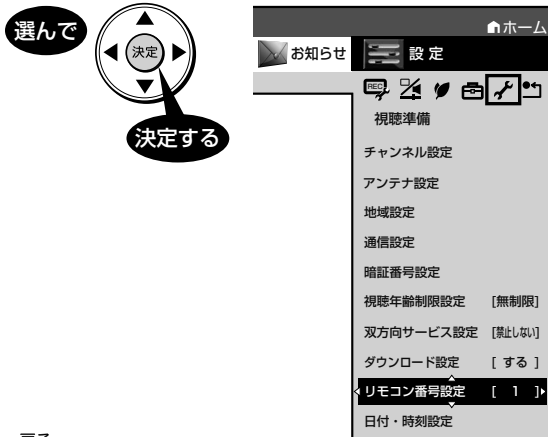 選んで
決定
決定する
ホーム
お知らせ
設定
REC
視聴準備
チャンネル設定
アンテナ設定
地域設定
通信設定
暗証番号設定
視聴年齢制限設定 [無制限]
双方向サービス設定 [禁止しない]
ダウンロード設定 [ する ]
リモコン番号設定 [ 1 ]
日付・時刻設定